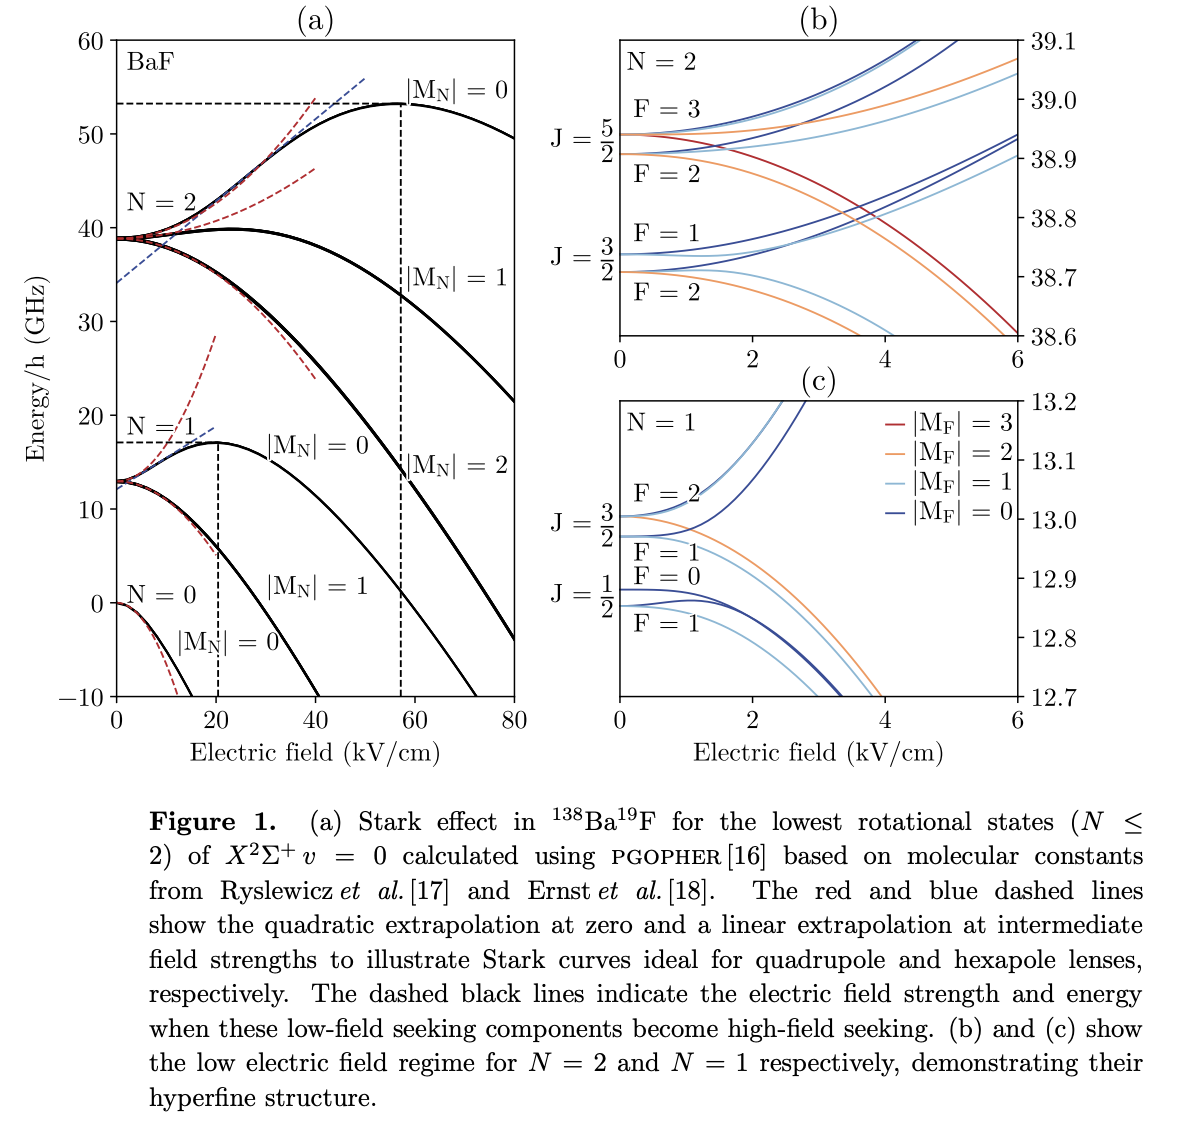 (a)
60
50
40
30
20
10
0
−10
Energy/h (GHz)
BaF
|M_N| = 0
N = 2
|M_N| = 1
|M_N| = 2
N = 1
|M_N| = 0
|M_N| = 1
N = 0
|M_N| = 0
0 20 40 60 80
Electric field (kV/cm)
(b)
N = 2
F = 3
J = 5/2
F = 2
F = 1
J = 3/2
F = 2
39.1
39.0
38.9
38.8
38.7
38.6
0 2 4 6
(c)
N = 1
|M_F| = 3
|M_F| = 2
|M_F| = 1
|M_F| = 0
F = 2
J = 3/2
F = 1
F = 0
J = 1/2
F = 1
13.2
13.1
13.0
12.9
12.8
12.7
0 2 4 6
Electric field (kV/cm)
Figure 1. (a) Stark effect in ¹³⁸Ba¹⁹F for the lowest rotational states (N ≤
2) of X²Σ⁺ v = 0 calculated using PGOPHER [16] based on molecular constants
from Ryslewicz et al. [17] and Ernst et al. [18]. The red and blue dashed lines
show the quadratic extrapolation at zero and a linear extrapolation at intermediate
field strengths to illustrate Stark curves ideal for quadrupole and hexapole lenses,
respectively. The dashed black lines indicate the electric field strength and energy
when these low-field seeking components become high-field seeking. (b) and (c) show
the low electric field regime for N = 2 and N = 1 respectively, demonstrating their
hyperfine structure.